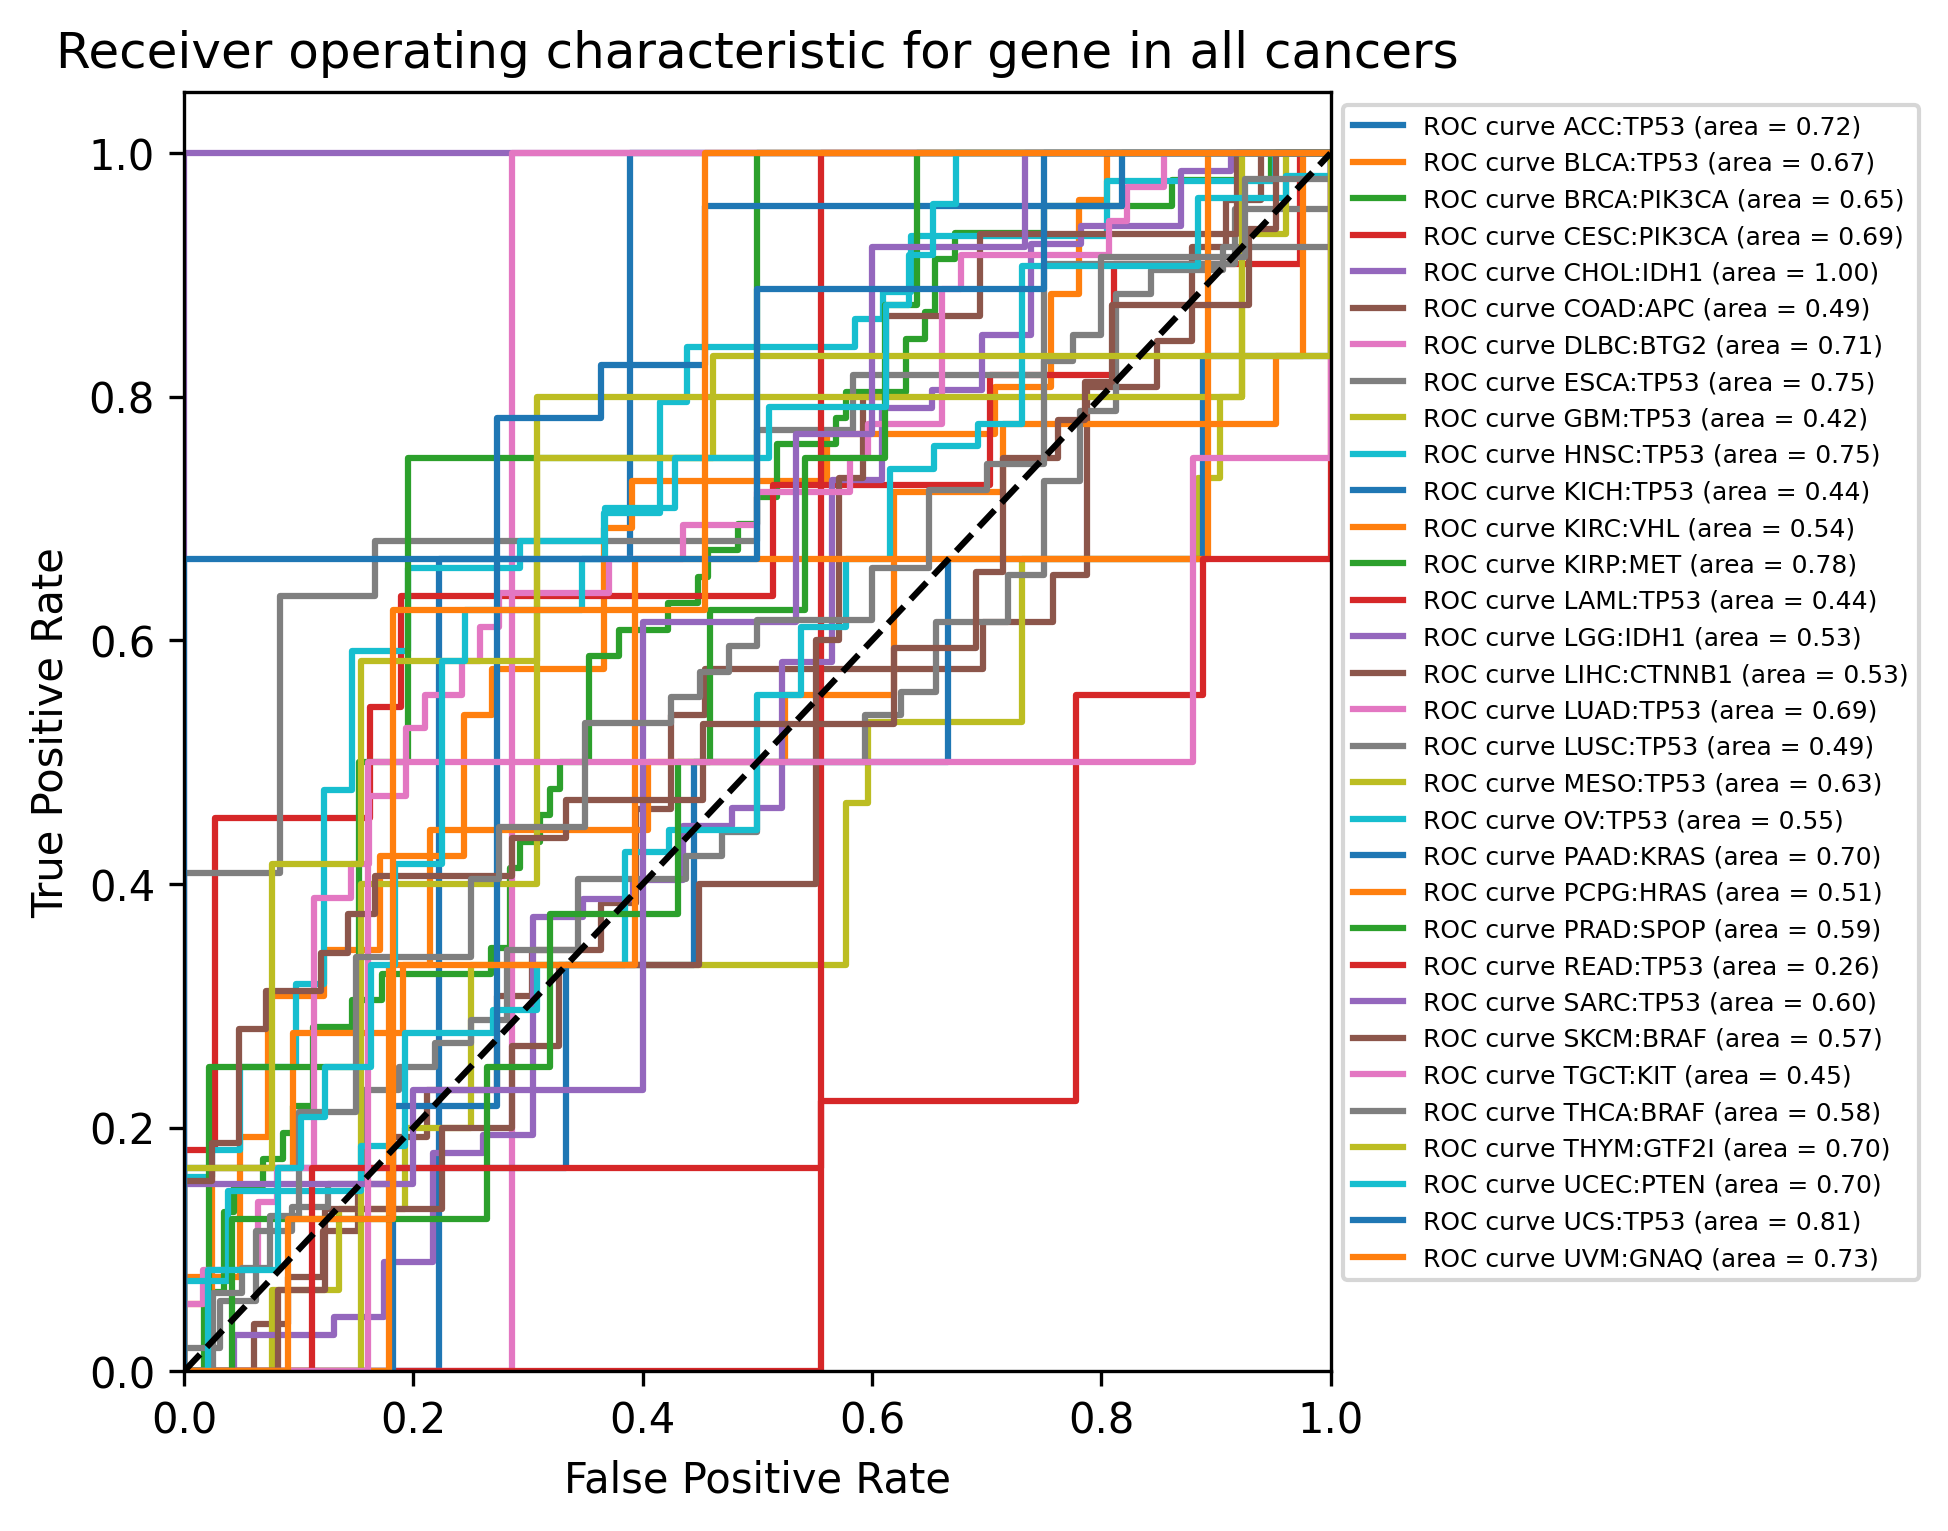 Receiver operating characteristic for gene in all cancers
True Positive Rate
1.0
0.8
0.6
0.4
0.2
0.0
0.0 0.2 0.4 0.6 0.8 1.0
False Positive Rate
ROC curve ACC:TP53 (area = 0.72)
ROC curve BLCA:TP53 (area = 0.67)
ROC curve BRCA:PIK3CA (area = 0.65)
ROC curve CESC:PIK3CA (area = 0.69)
ROC curve CHOL:IDH1 (area = 1.00)
ROC curve COAD:APC (area = 0.49)
ROC curve DLBC:BTG2 (area = 0.71)
ROC curve ESCA:TP53 (area = 0.75)
ROC curve GBM:TP53 (area = 0.42)
ROC curve HNSC:TP53 (area = 0.75)
ROC curve KICH:TP53 (area = 0.44)
ROC curve KIRC:VHL (area = 0.54)
ROC curve KIRP:MET (area = 0.78)
ROC curve LAML:TP53 (area = 0.44)
ROC curve LGG:IDH1 (area = 0.53)
ROC curve LIHC:CTNNB1 (area = 0.53)
ROC curve LUAD:TP53 (area = 0.69)
ROC curve LUSC:TP53 (area = 0.49)
ROC curve MESO:TP53 (area = 0.63)
ROC curve OV:TP53 (area = 0.55)
ROC curve PAAD:KRAS (area = 0.70)
ROC curve PCPG:HRAS (area = 0.51)
ROC curve PRAD:SPOP (area = 0.59)
ROC curve READ:TP53 (area = 0.26)
ROC curve SARC:TP53 (area = 0.60)
ROC curve SKCM:BRAF (area = 0.57)
ROC curve TGCT:KIT (area = 0.45)
ROC curve THCA:BRAF (area = 0.58)
ROC curve THYM:GTF2I (area = 0.70)
ROC curve UCEC:PTEN (area = 0.70)
ROC curve UCS:TP53 (area = 0.81)
ROC curve UVM:GNAQ (area = 0.73)